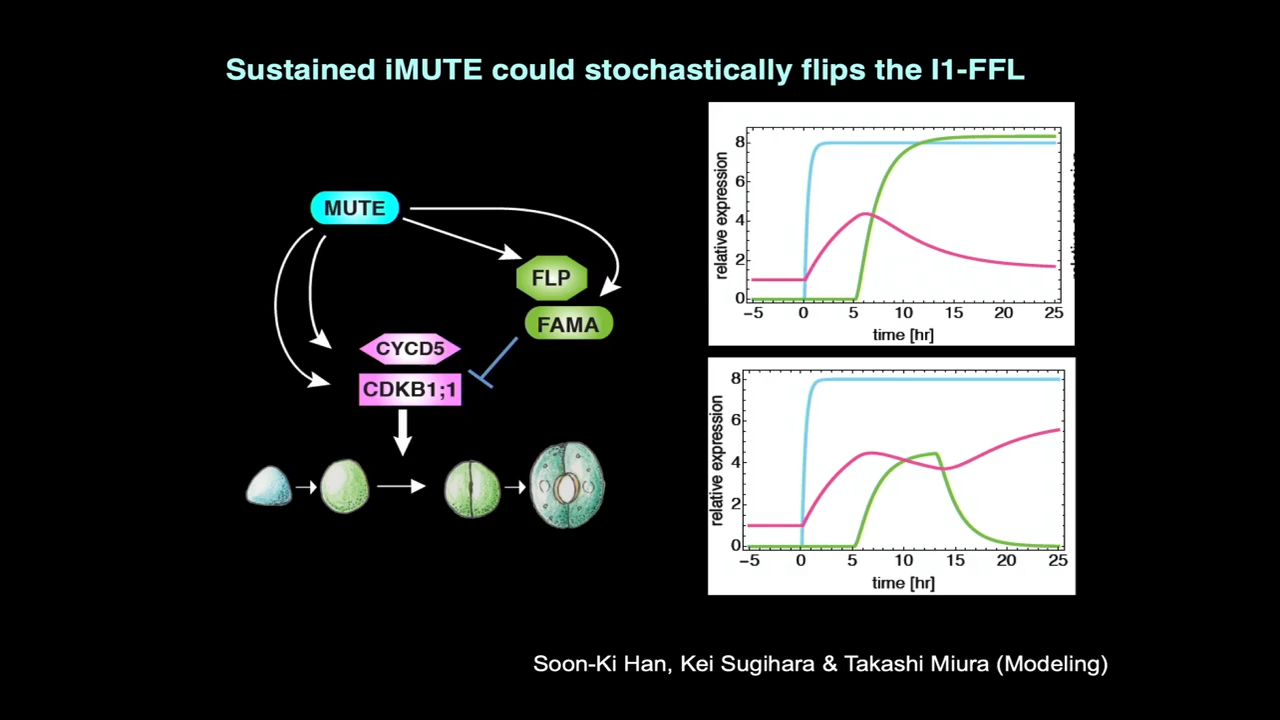 Sustained iMUTE could stochastically flips the I1-FFL
MUTE
FLP
FAMA
CYCD5
CDKB1;1
relative expression
8
6
4
2
0
−5 0 5 10 15 20 25
time [hr]
relative expression
8
6
4
2
0
−5 0 5 10 15 20 25
time [hr]
Soon-Ki Han, Kei Sugihara & Takashi Miura (Modeling)